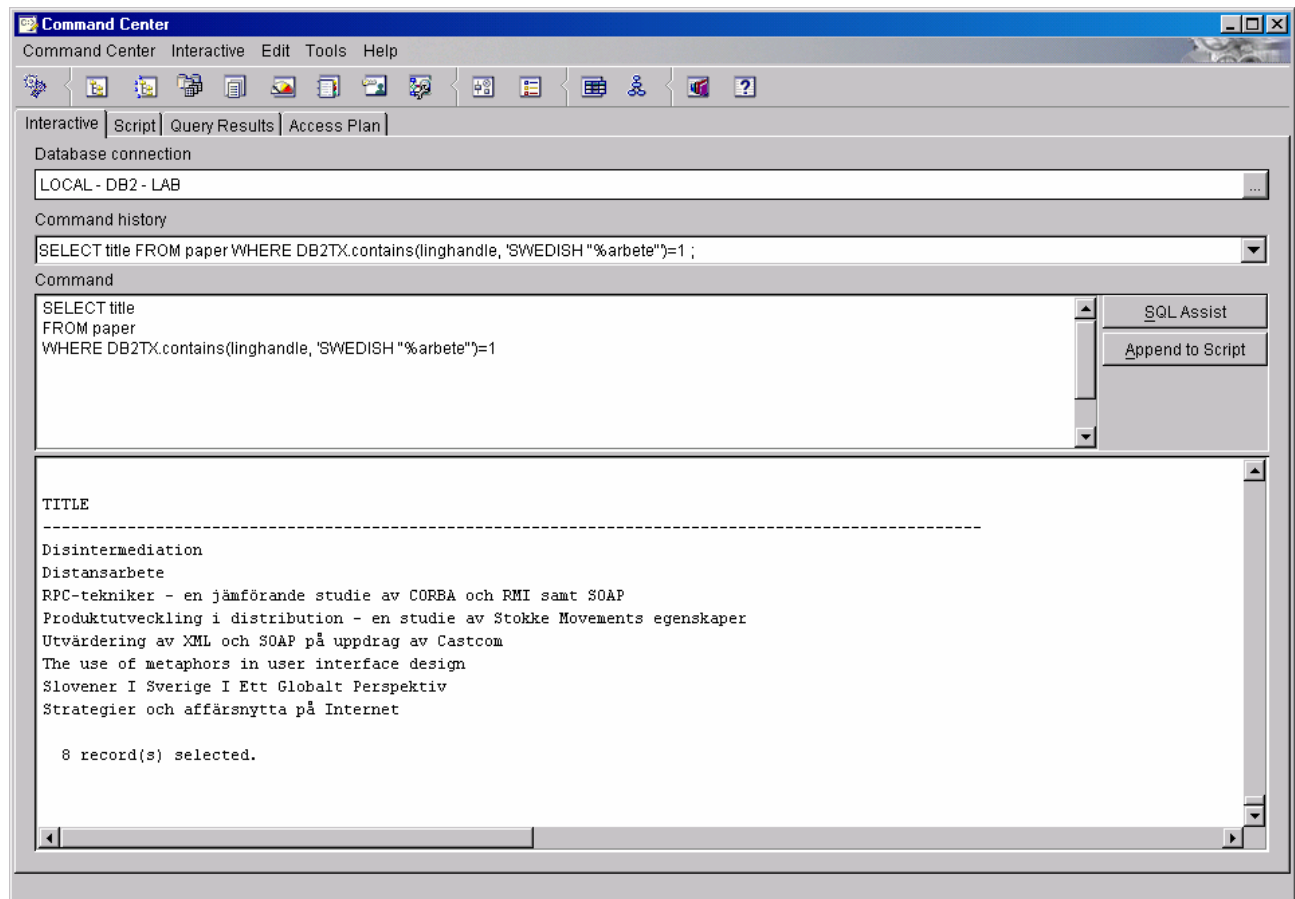 Command Center
Command Center Interactive Edit Tools Help
Interactive Script Query Results Access Plan
Database connection
LOCAL - DB2 - LAB
...
Command history
SELECT title FROM paper WHERE DB2TX.contains(linghandle, 'SWEDISH "%arbete"')=1 ;
Command
SELECT title
FROM paper
WHERE DB2TX.contains(linghandle, 'SWEDISH "%arbete"')=1
SQL Assist
Append to Script
TITLE
----------------------------------------------------------------------------------------------------
Disintermediation
Distansarbete
RPC-tekniker - en jämförande studie av CORBA och RMI samt SOAP
Produktutveckling i distribution - en studie av Stokke Movements egenskaper
Utvärdering av XML och SOAP på uppdrag av Castcom
The use of metaphors in user interface design
Slovener I Sverige I Ett Globalt Perspektiv
Strategier och affärsnytta på Internet
8 record(s) selected.